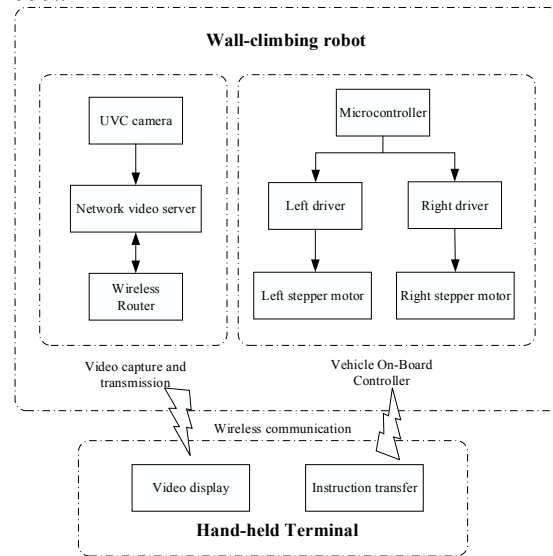 Wall-climbing robot
UVC camera
Network video server
Wireless
Router
Microcontroller
Left driver
Right driver
Left stepper motor
Right stepper motor
Video capture and
transmission
Vehicle On-Board
Controller
Wireless communication
Video display
Instruction transfer
Hand-held Terminal